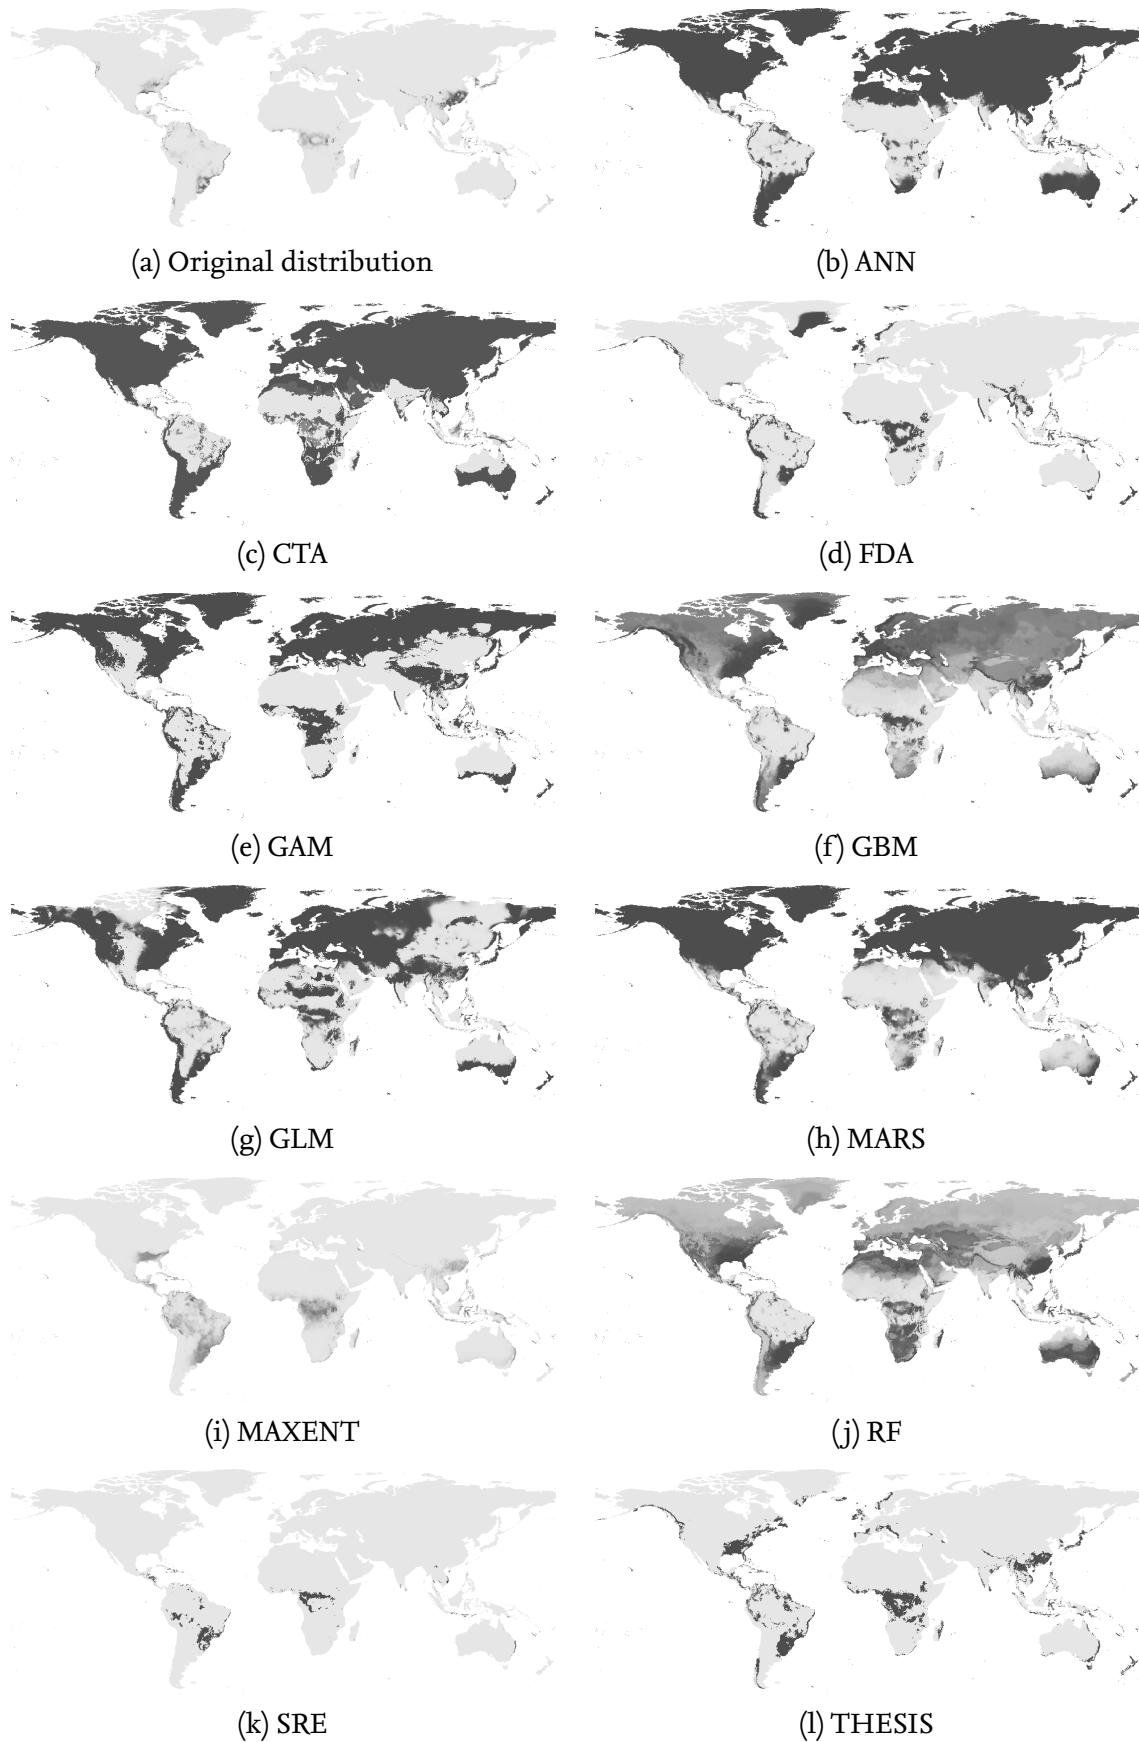 (a) Original distribution
(b) ANN
(c) CTA
(d) FDA
(e) GAM
(f) GBM
(g) GLM
(h) MARS
(i) MAXENT
(j) RF
(k) SRE
(l) THESIS